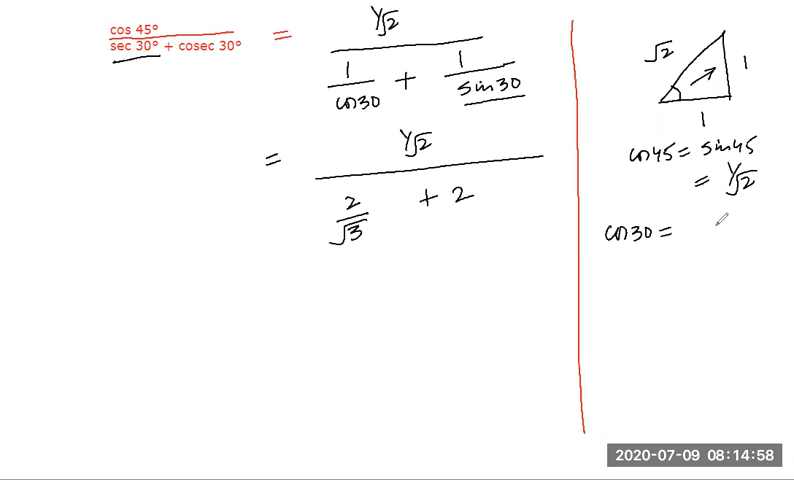 cos 45°
sec 30° + cosec 30°
= 1/√2
1/cos30 + 1/sin30
= 1/√2
2/√3 + 2
√2
1
1
cos45 = sin45
= 1/√2
cos30 =
2020-07-09 08:14:58